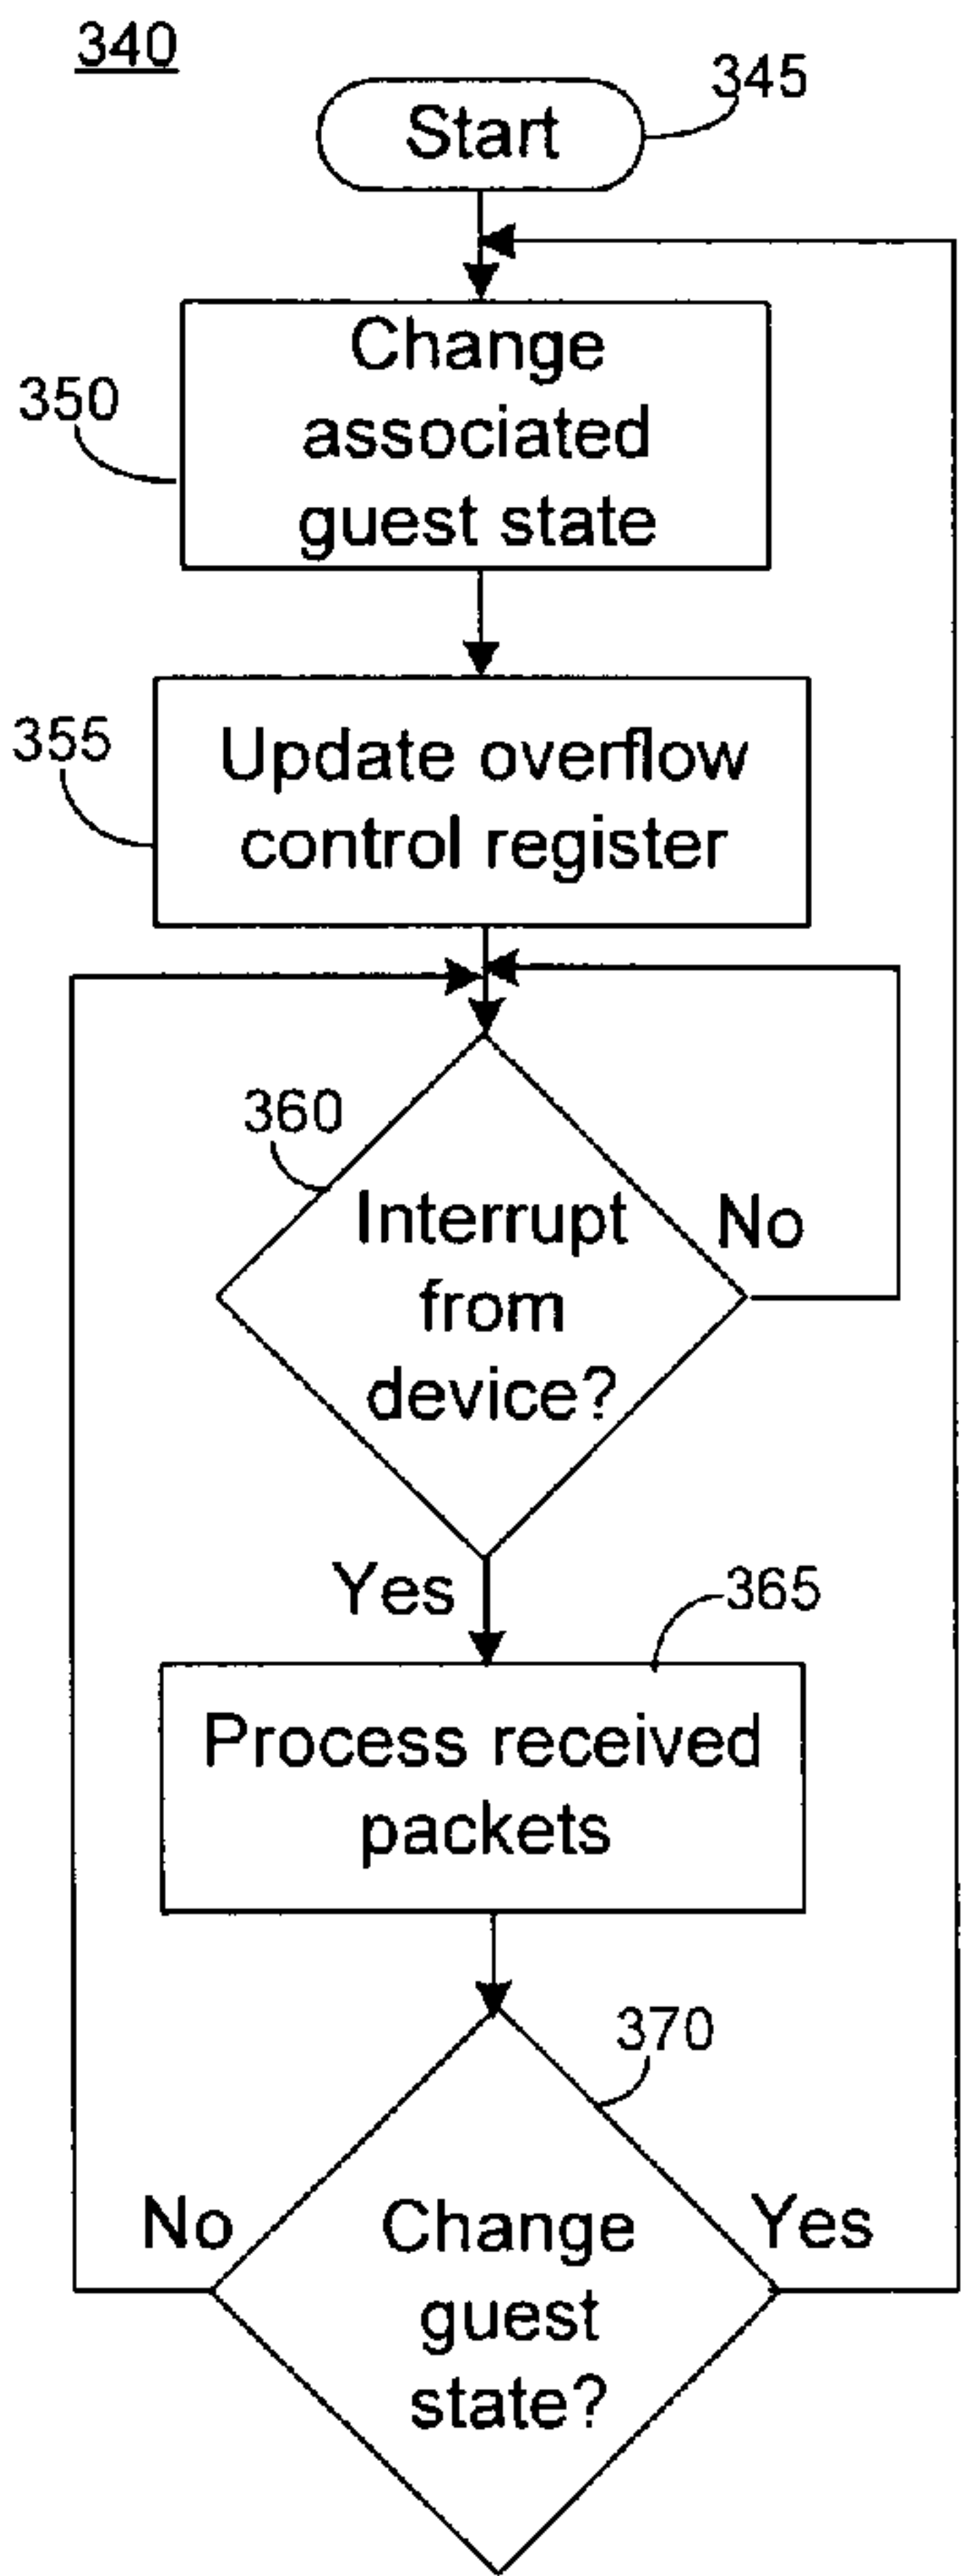 340
345
Start
350
Change
associated
guest state
355
Update overflow
control register
360
Interrupt
from
device?
No
Yes
365
Process received
packets
370
No
Change
guest
state?
Yes